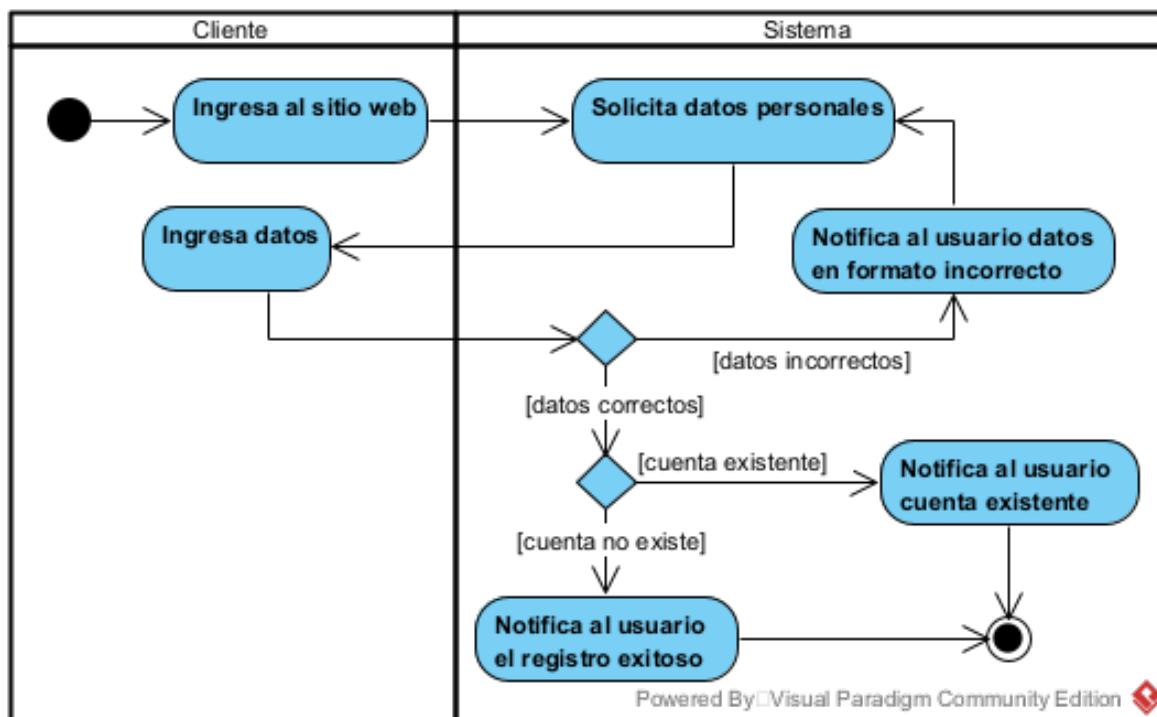 Cliente
Sistema
Ingresa al sitio web
Solicita datos personales
Ingresa datos
Notifica al usuario datos
en formato incorrecto
[datos incorrectos]
[datos correctos]
[cuenta existente]
Notifica al usuario
cuenta existente
[cuenta no existe]
Notifica al usuario
el registro exitoso
Powered By□Visual Paradigm Community Edition